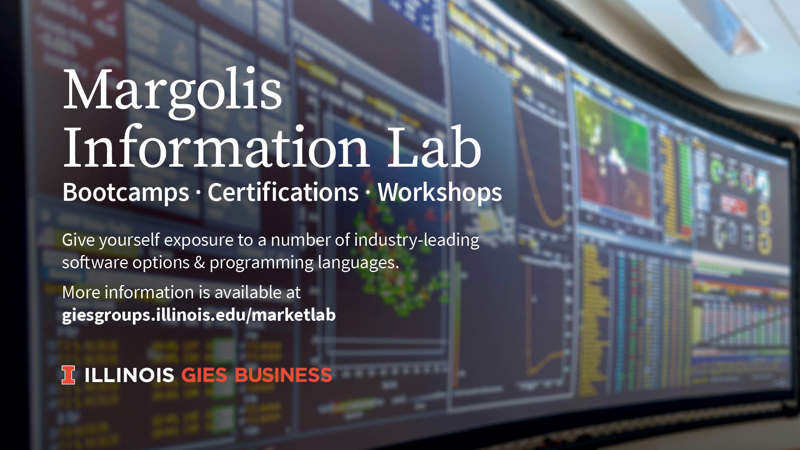 Margolis
Information Lab
Bootcamps · Certifications · Workshops
Give yourself exposure to a number of industry-leading
software options & programming languages.
More information is available at
giesgroups.illinois.edu/marketlab
I ILLINOIS GIES BUSINESS